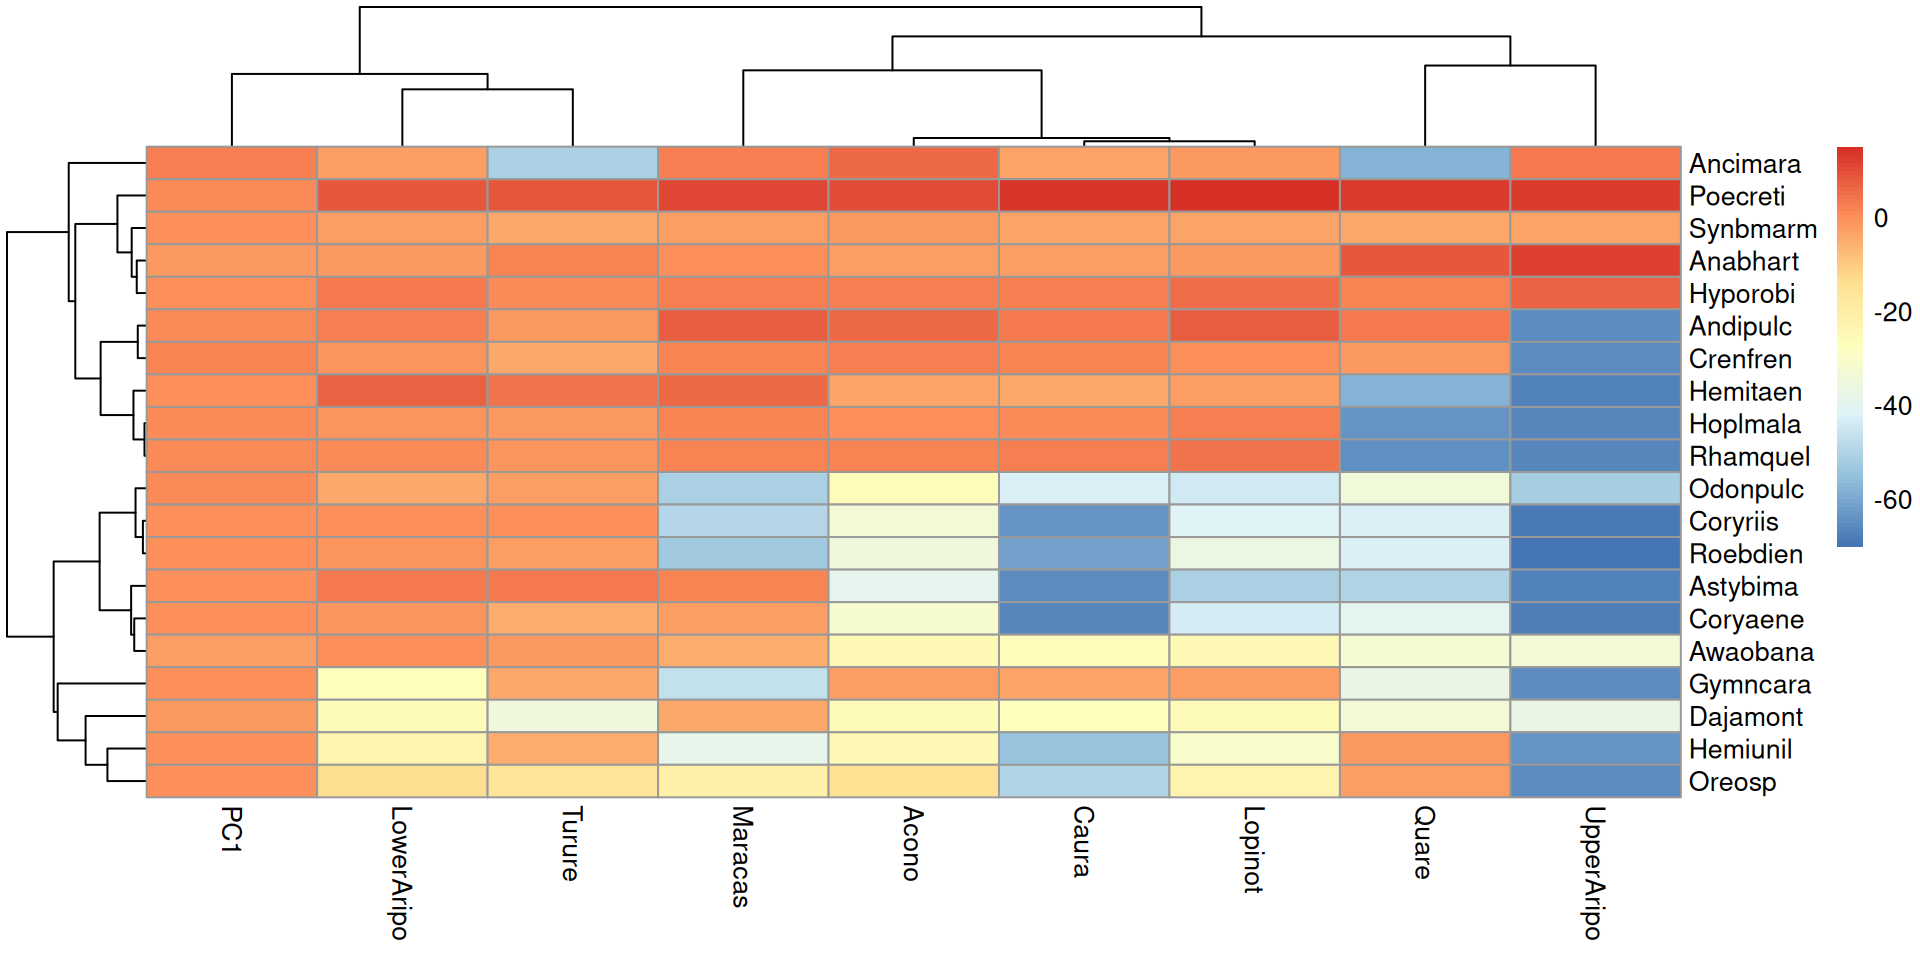 Ancimara
Poecreti
Synbmarm
Anabhart
Hyporobi
Andipulc
Crenfren
Hemitaen
Hoplmala
Rhamquel
Odonpulc
Coryriis
Roebdien
Astybima
Coryaene
Awaobana
Gymncara
Dajamont
Hemiunil
Oreosp
0
-20
-40
-60
PC1
LowerAripo
Turure
Maracas
Acono
Caura
Lopinot
Quare
UpperAripo